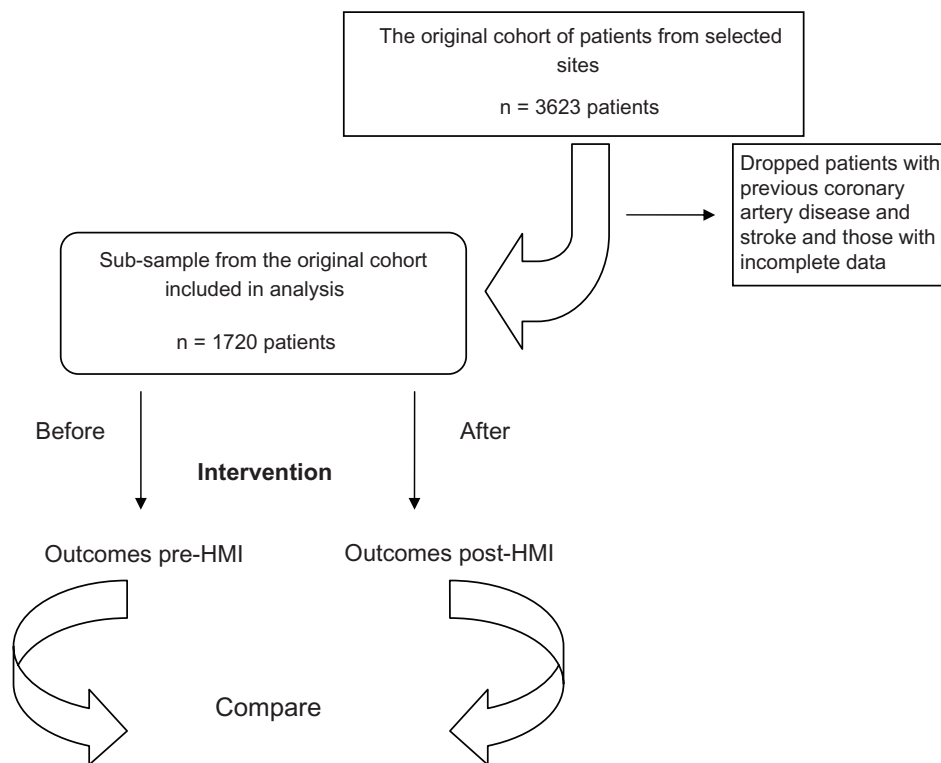 The original cohort of patients from selected
sites
n = 3623 patients
Dropped patients with
previous coronary
artery disease and
stroke and those with
incomplete data
Sub-sample from the original cohort
included in analysis
n = 1720 patients
Before
After
Intervention
Outcomes pre-HMI
Outcomes post-HMI
Compare